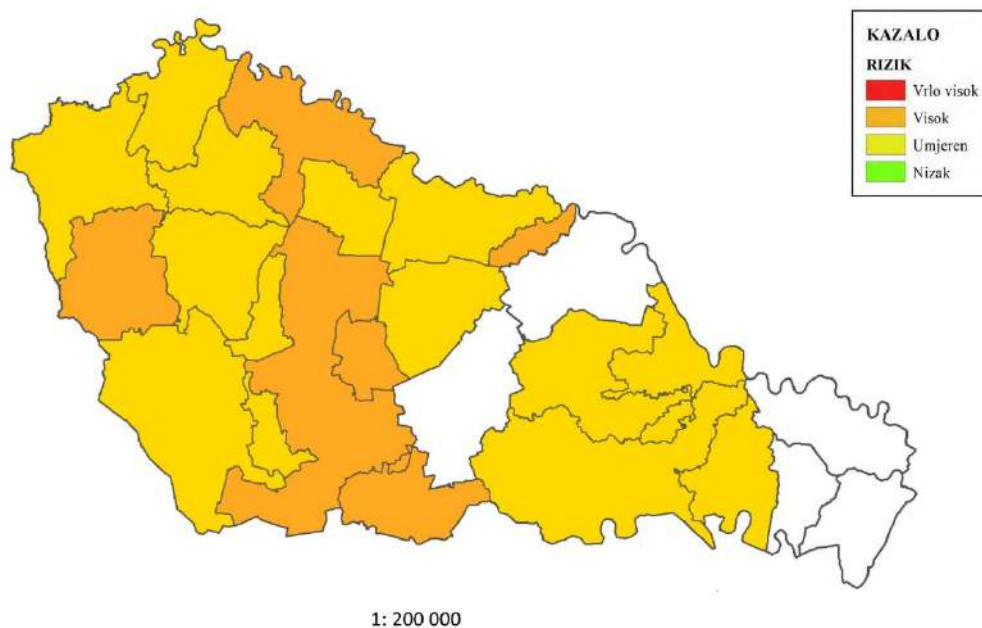 KAZALO
RIZIK
Vrlo visok
Visok
Umjeren
Nizak
1: 200 000